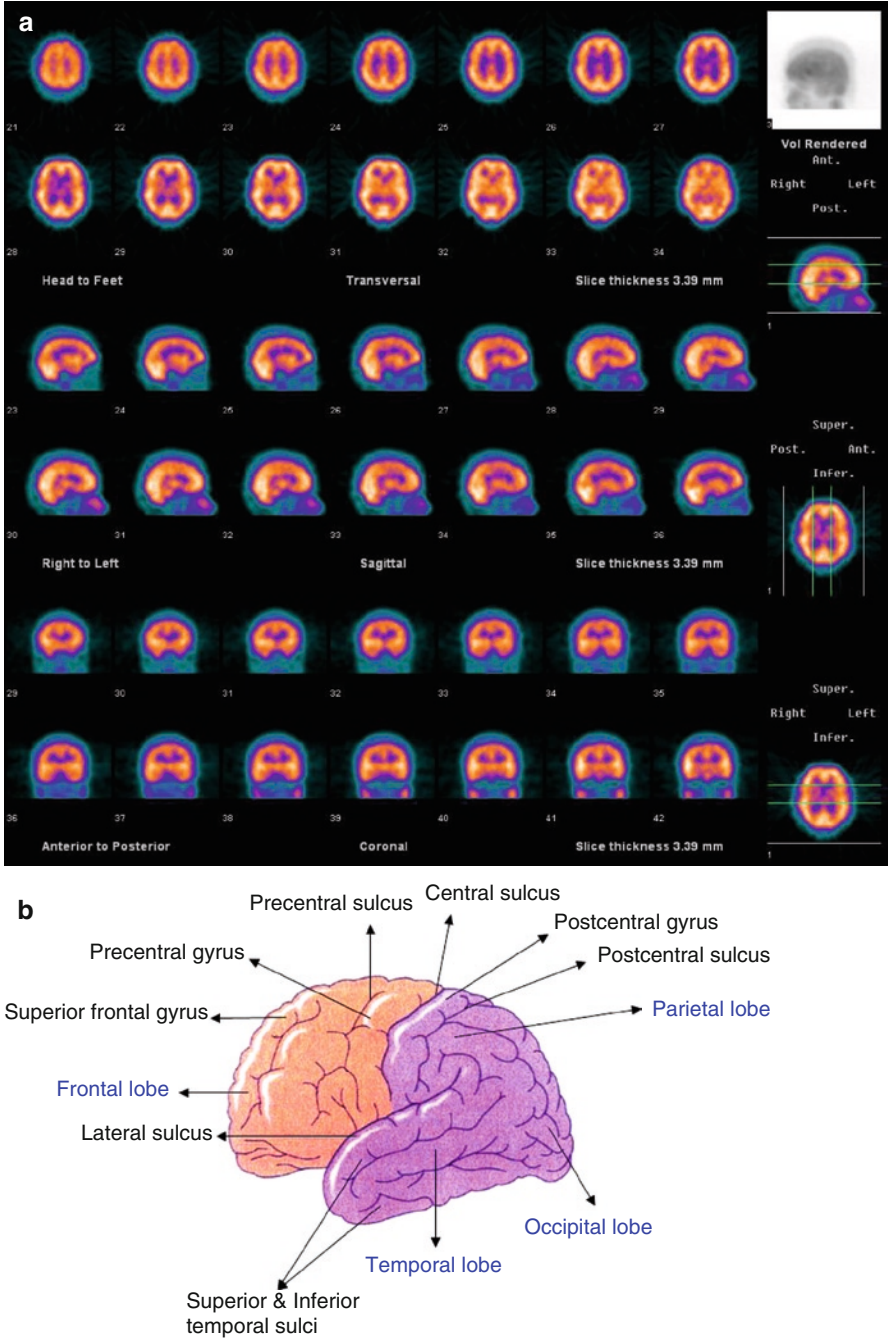 a
21 22 23 24 25 26 27
3
Vol Rendered
Ant.
Right Left
Post.
28 29 30 31 32 33 34
Head to Feet Transversal Slice thickness 3.39 mm
1
23 24 25 26 27 28 29
Super.
Post. Ant.
Infer.
30 31 32 33 34 35 36
Right to Left Sagittal Slice thickness 3.39 mm
1
29 30 31 32 33 34 35
Super.
Right Left
Infer.
36 37 38 39 40 41 42
Anterior to Posterior Coronal Slice thickness 3.39 mm
1
b
Precentral sulcus
Central sulcus
Precentral gyrus
Postcentral gyrus
Postcentral sulcus
Superior frontal gyrus
Parietal lobe
Frontal lobe
Lateral sulcus
Occipital lobe
Temporal lobe
Superior & Inferior
temporal sulci